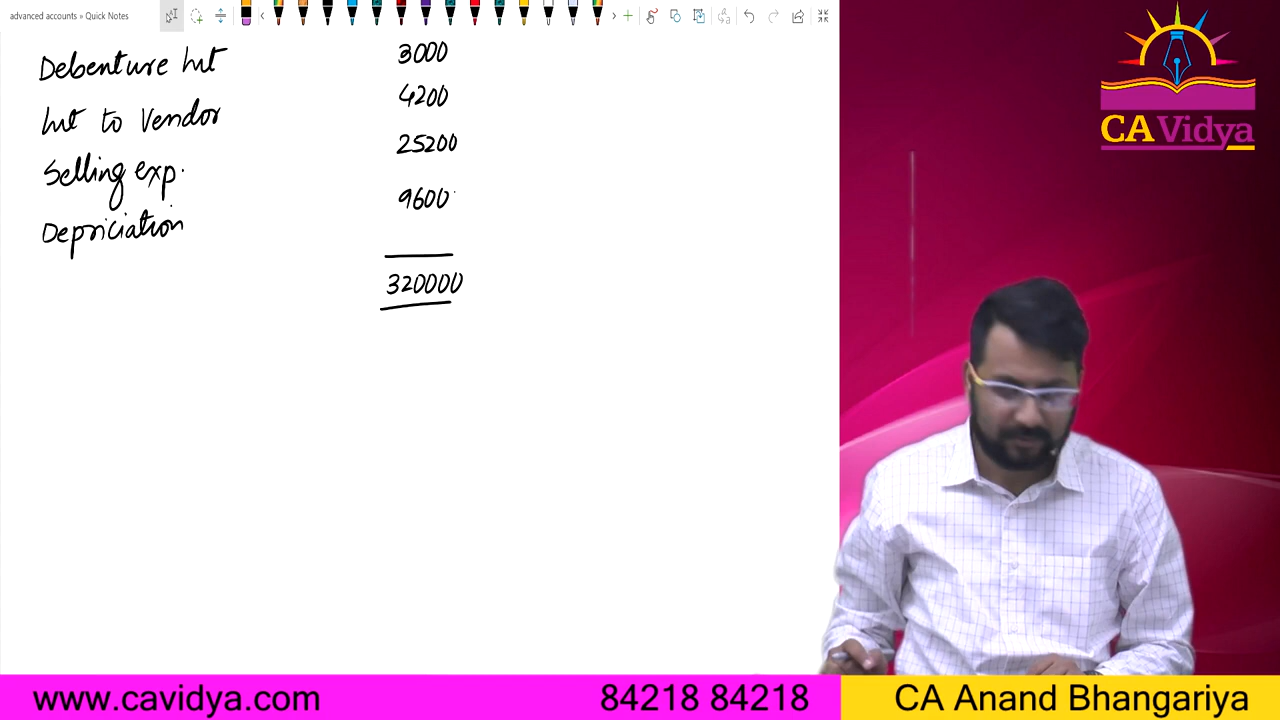 advanced accounts » Quick Notes
Debenture Int 3000
Int to Vendor 4200
Selling exp. 25200
Depriciation 9600
320000
CA Vidya
www.cavidya.com
84218 84218
CA Anand Bhangariya